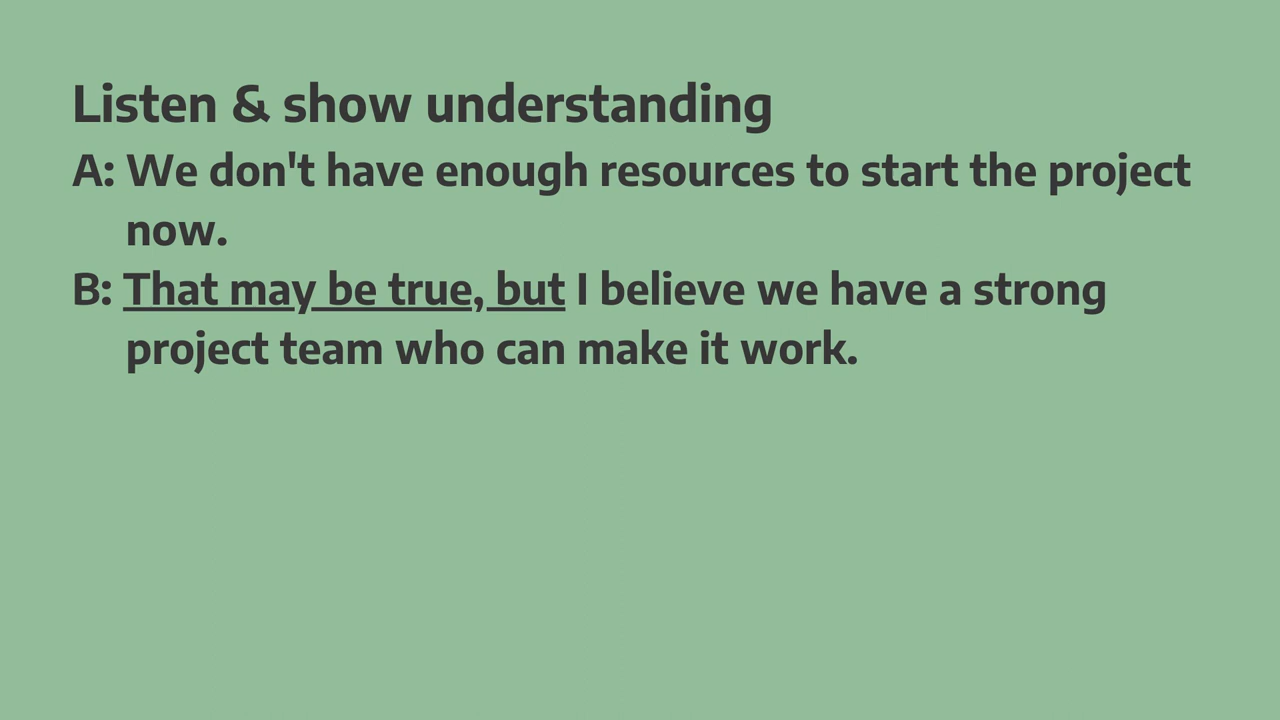 Listen & show understanding
A: We don't have enough resources to start the project
now.
B: That may be true, but I believe we have a strong
project team who can make it work.